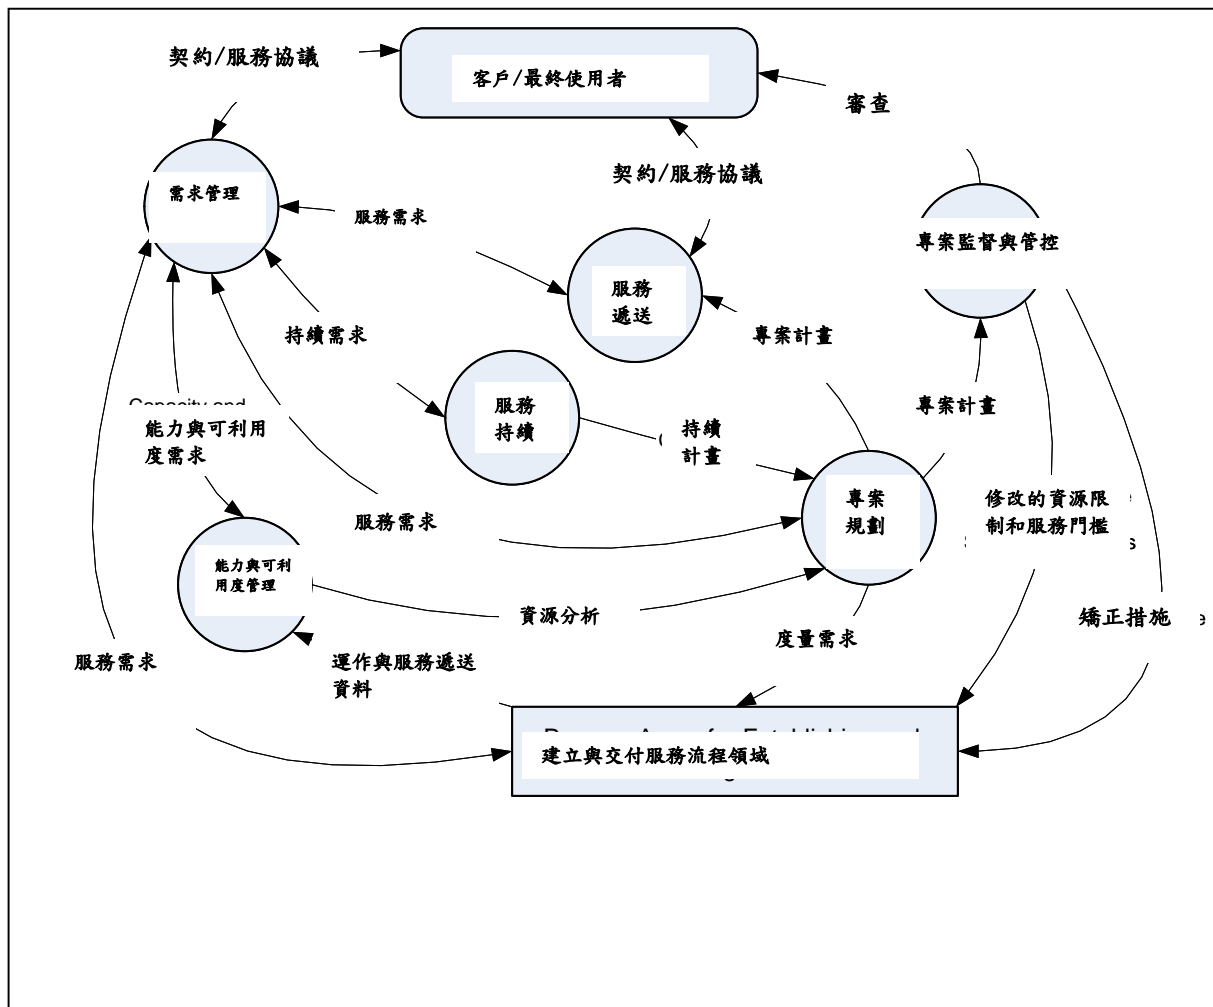 契約/服務協議
客戶/最終使用者
審查
契約/服務協議
需求管理
服務需求
專案監督與管控
服務
遞送
持續需求
專案計畫
服務
持續
專案計畫
Capacity and
能力與可利用
度需求
持續
計畫
服務需求
專案
規劃
修改的資源限
制和服務門檻
能力與可利
用度管理
資源分析
矯正措施
度量需求
服務需求
運作與服務遞送
資料
建立與交付服務流程領域